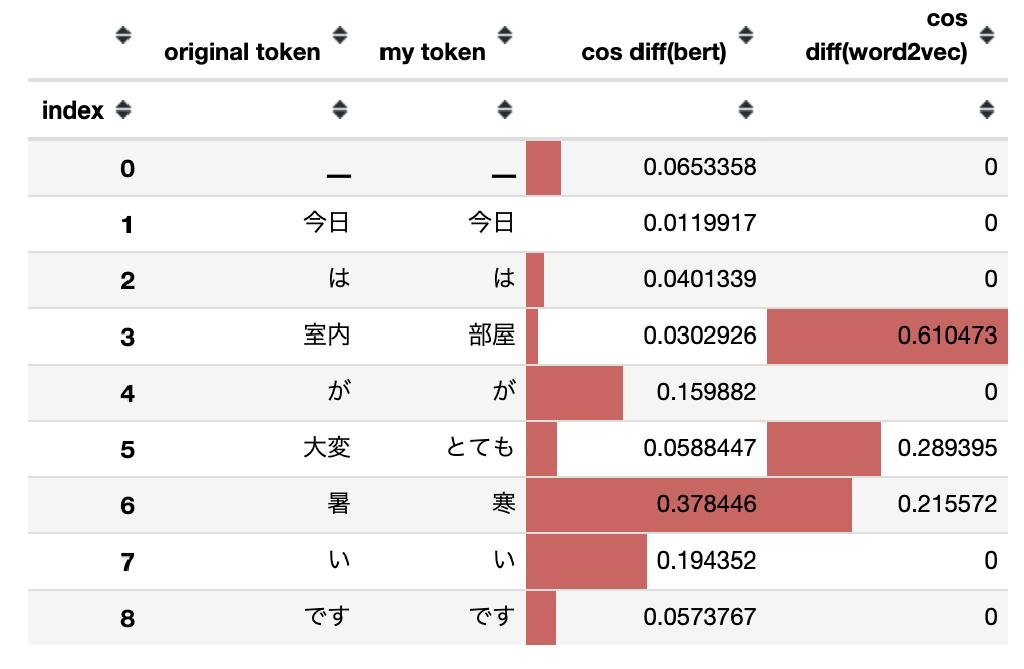 original token my token cos diff(bert) cos diff(word2vec)
index
0 ▁ ▁ 0.0653358 0
1 今日 今日 0.0119917 0
2 は は 0.0401339 0
3 室内 部屋 0.0302926 0.610473
4 が が 0.159882 0
5 大変 とても 0.0588447 0.289395
6 暑 寒 0.378446 0.215572
7 い い 0.194352 0
8 です です 0.0573767 0